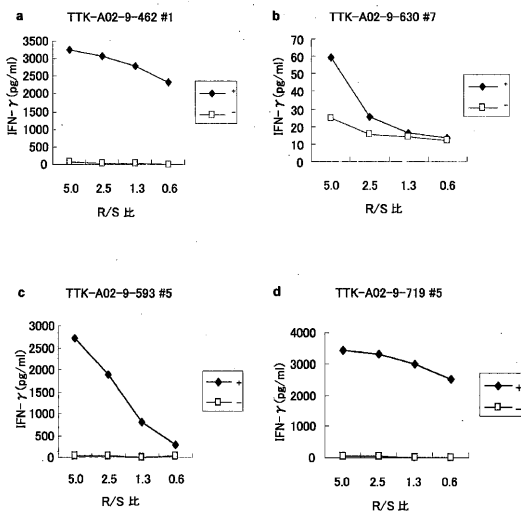 a TTK-A02-9-462 #1
IFN-γ (pg/ml)
3500
3000
2500
2000
1500
1000
500
0
5.0 2.5 1.3 0.6
R/S 比
+
−
b TTK-A02-9-630 #7
IFN-γ (pg/ml)
70
60
50
40
30
20
10
0
5.0 2.5 1.3 0.6
R/S 比
+
−
c TTK-A02-9-593 #5
IFN-γ (pg/ml)
3000
2500
2000
1500
1000
500
0
5.0 2.5 1.3 0.6
R/S 比
+
−
d TTK-A02-9-719 #5
IFN-γ (pg/ml)
4000
3000
2000
1000
0
5.0 2.5 1.3 0.6
R/S 比
+
−